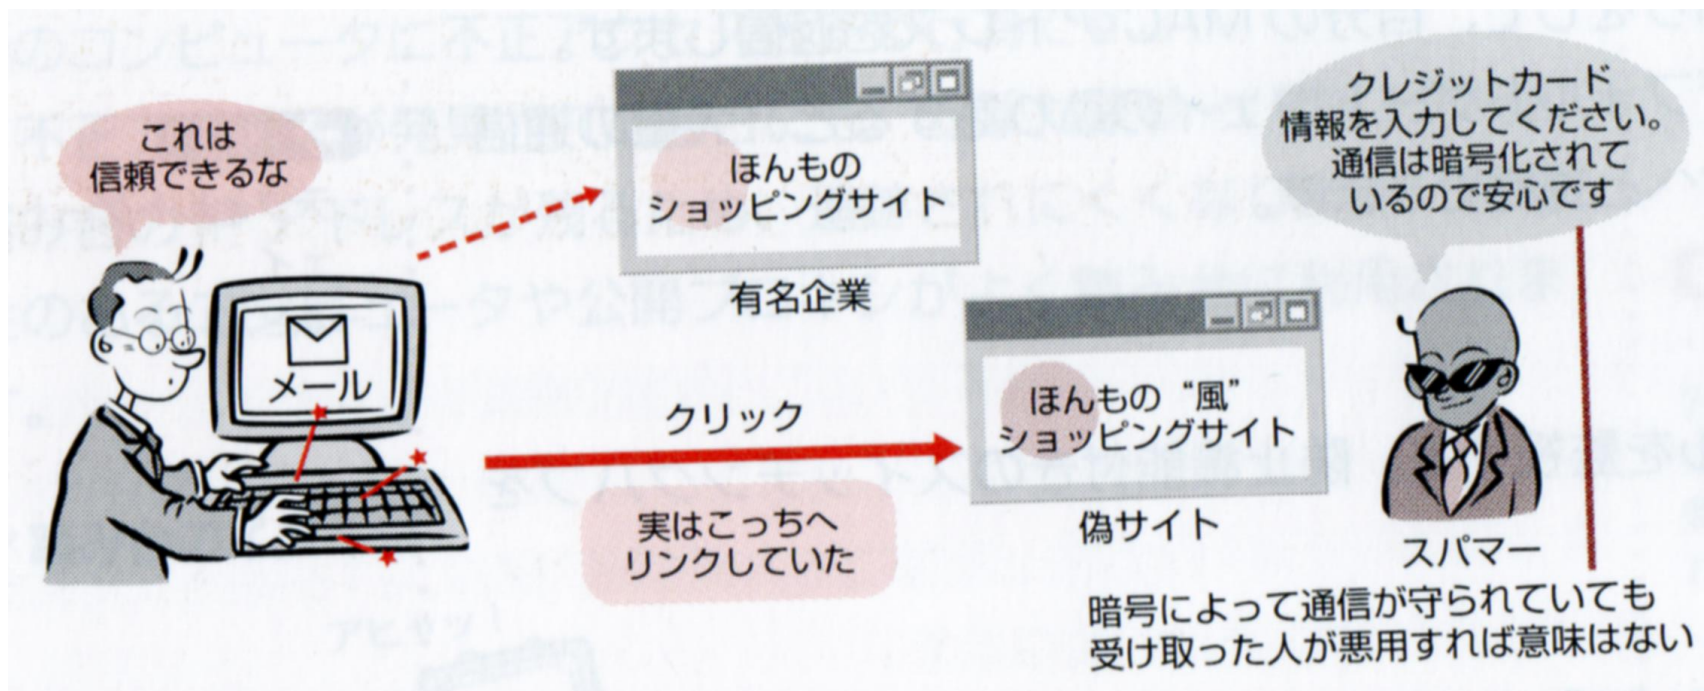 これは
信頼できるな
メール
ほんもの
ショッピングサイト
有名企業
クリック
実はこっちへ
リンクしていた
ほんもの “風”
ショッピングサイト
偽サイト
クレジットカード
情報を入力してください。
通信は暗号化されて
いるので安心です
スパマー
暗号によって通信が守られていても
受け取った人が悪用すれば意味はない